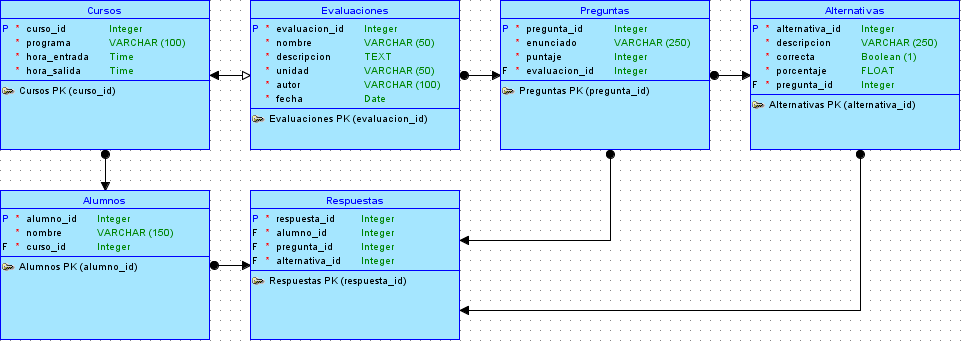 Cursos
P * curso_id Integer
* programa VARCHAR (100)
* hora_entrada Time
* hora_salida Time
Cursos PK (curso_id)
Evaluaciones
P * evaluacion_id Integer
* nombre VARCHAR (50)
* descripcion TEXT
* unidad VARCHAR (50)
* autor VARCHAR (100)
* fecha Date
Evaluaciones PK (evaluacion_id)
Preguntas
P * pregunta_id Integer
* enunciado VARCHAR (250)
* puntaje Integer
F * evaluacion_id Integer
Preguntas PK (pregunta_id)
Alternativas
P * alternativa_id Integer
* descripcion VARCHAR (250)
* correcta Boolean (1)
* porcentaje FLOAT
F * pregunta_id Integer
Alternativas PK (alternativa_id)
Alumnos
P * alumno_id Integer
* nombre VARCHAR (150)
F * curso_id Integer
Alumnos PK (alumno_id)
Respuestas
P * respuesta_id Integer
F * alumno_id Integer
F * pregunta_id Integer
F * alternativa_id Integer
Respuestas PK (respuesta_id)